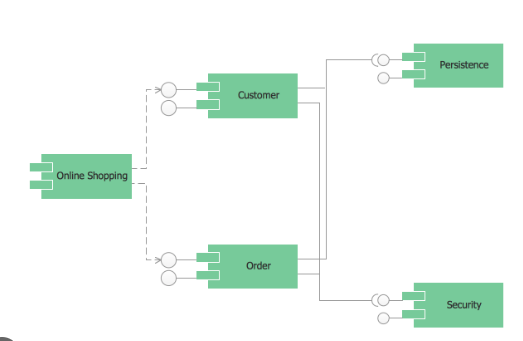 Persistence
Customer
Online Shopping
Order
Security